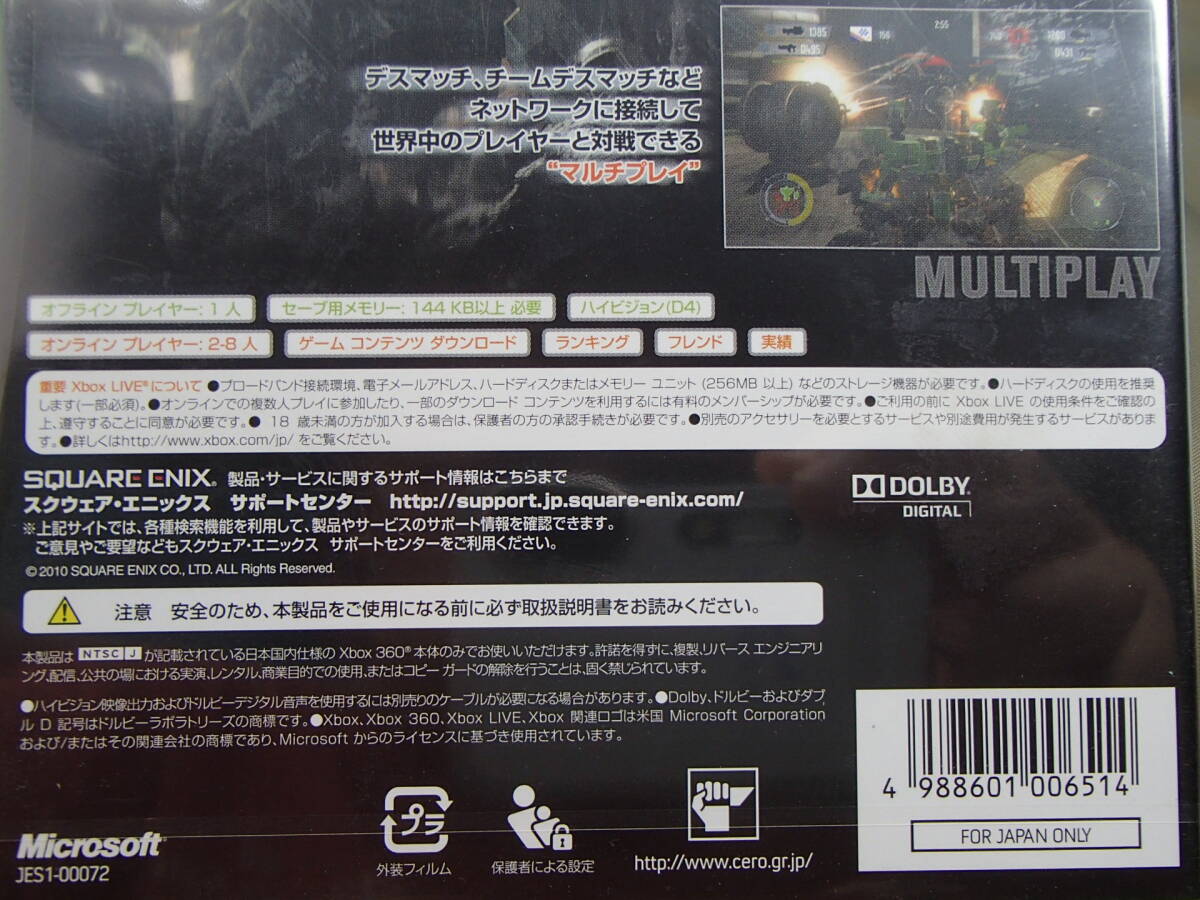 デスマッチ、チームデスマッチなど
ネットワークに接続して
世界中のプレイヤーと対戦できる
“マルチプレイ”
1385
0495
156
2:55
0431
MULTIPLAY
オフライン プレイヤー: 1 人
セーブ用メモリー: 144 KB以上 必要
ハイビジョン(D4)
オンライン プレイヤー: 2-8 人
ゲーム コンテンツ ダウンロード
ランキング
フレンド
実績
重要 Xbox LIVE®について ●ブロードバンド接続環境、電子メールアドレス、ハードディスクまたはメモリー ユニット (256MB 以上) などのストレージ機器が必要です。●ハードディスクの使用を推奨
します(一部必須)。●オンラインでの複数人プレイに参加したり、一部のダウンロード コンテンツを利用するには有料のメンバーシップが必要です。●ご利用の前に Xbox LIVE の使用条件をご確認の
上、遵守することに同意が必要です。● 18 歳未満の方が加入する場合は、保護者の方の承認手続きが必要です。●別売のアクセサリーを必要とするサービスや別途費用が発生するサービスがありま
す。●詳しくはhttp://www.xbox.com/jp/ をご覧ください。
SQUARE ENIX® 製品・サービスに関するサポート情報はこちらまで
スクウェア・エニックス サポートセンター http://support.jp.square-enix.com/
※上記サイトでは、各種検索機能を利用して、製品やサービスのサポート情報を確認できます。
ご意見やご要望などもスクウェア・エニックス サポートセンターをご利用ください。
© 2010 SQUARE ENIX CO., LTD. ALL Rights Reserved.
DOLBY
DIGITAL
注意 安全のため、本製品をご使用になる前に必ず取扱説明書をお読みください。
本製品は NTSC J が記載されている日本国内仕様の Xbox 360® 本体のみでお使いいただけます。許諾を得ずに、複製、リバース エンジニアリ
ング、配信、公共の場における実演、レンタル、商業目的での使用、またはコピー ガードの解除を行うことは、固く禁じられています。
●ハイビジョン映像出力およびドルビーデジタル音声を使用するには別売りのケーブルが必要になる場合があります。●Dolby、ドルビーおよびダブ
ル D 記号はドルビーラボラトリーズの商標です。●Xbox、Xbox 360、Xbox LIVE、Xbox 関連ロゴは米国 Microsoft Corporation
および/またはその関連会社の商標であり、Microsoft からのライセンスに基づき使用されています。
Microsoft
JES1-00072
プラ
外装フィルム
保護者による設定
http://www.cero.gr.jp/
4 988601 006514
FOR JAPAN ONLY